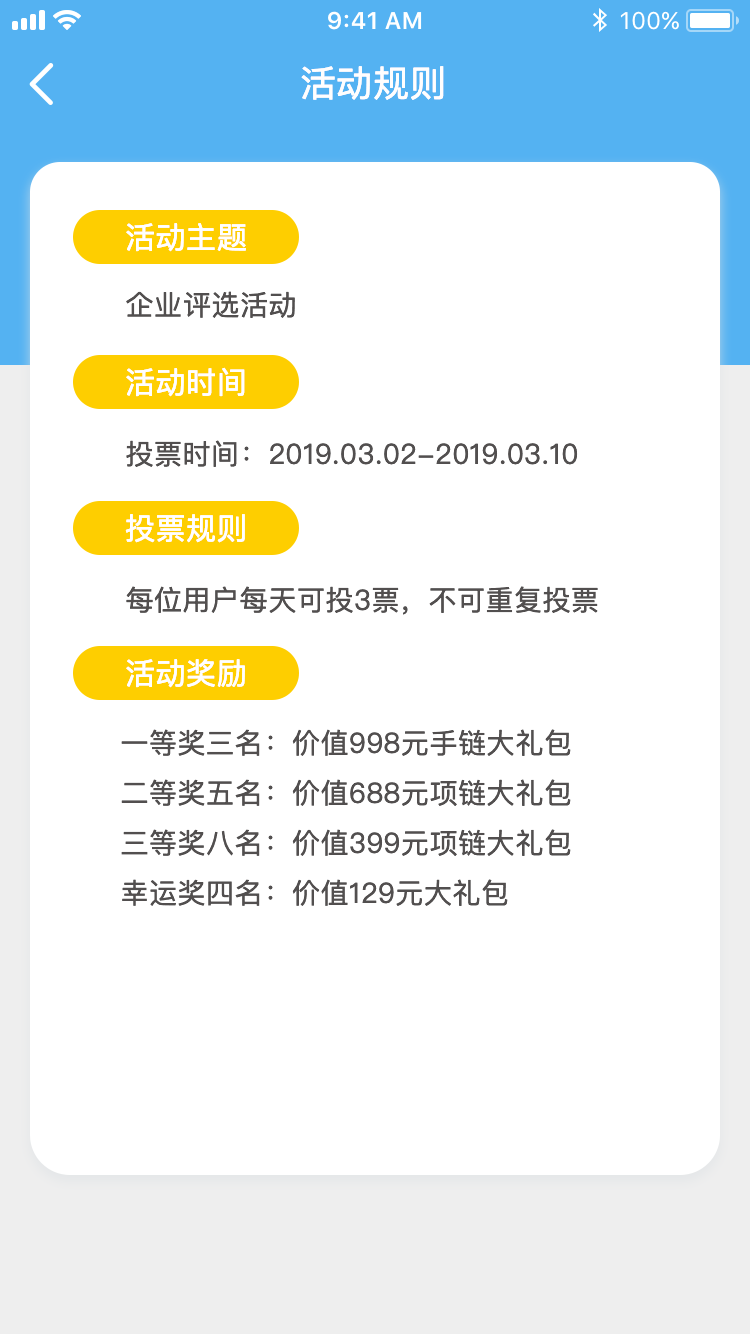 9:41 AM
100%
活动规则
活动主题
企业评选活动
活动时间
投票时间：2019.03.02–2019.03.10
投票规则
每位用户每天可投3票，不可重复投票
活动奖励
一等奖三名：价值998元手链大礼包
二等奖五名：价值688元项链大礼包
三等奖八名：价值399元项链大礼包
幸运奖四名：价值129元大礼包